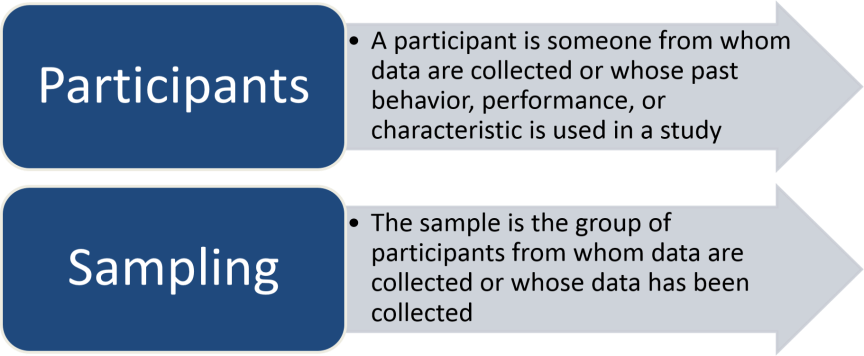 Participants
• A participant is someone from whom
data are collected or whose past
behavior, performance, or
characteristic is used in a study
Sampling
• The sample is the group of
participants from whom data are
collected or whose data has been
collected